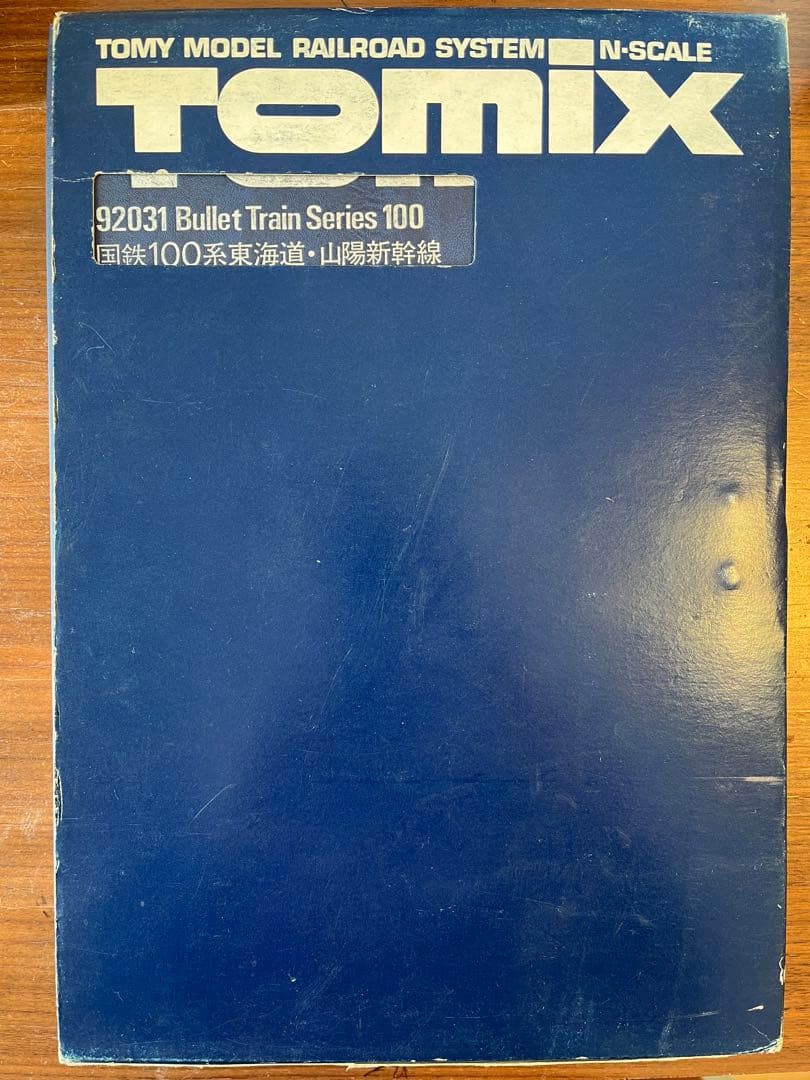 TOMY MODEL RAILROAD SYSTEM N-SCALE
TOMIX
92031 Bullet Train Series 100
国鉄100系東海道・山陽新幹線